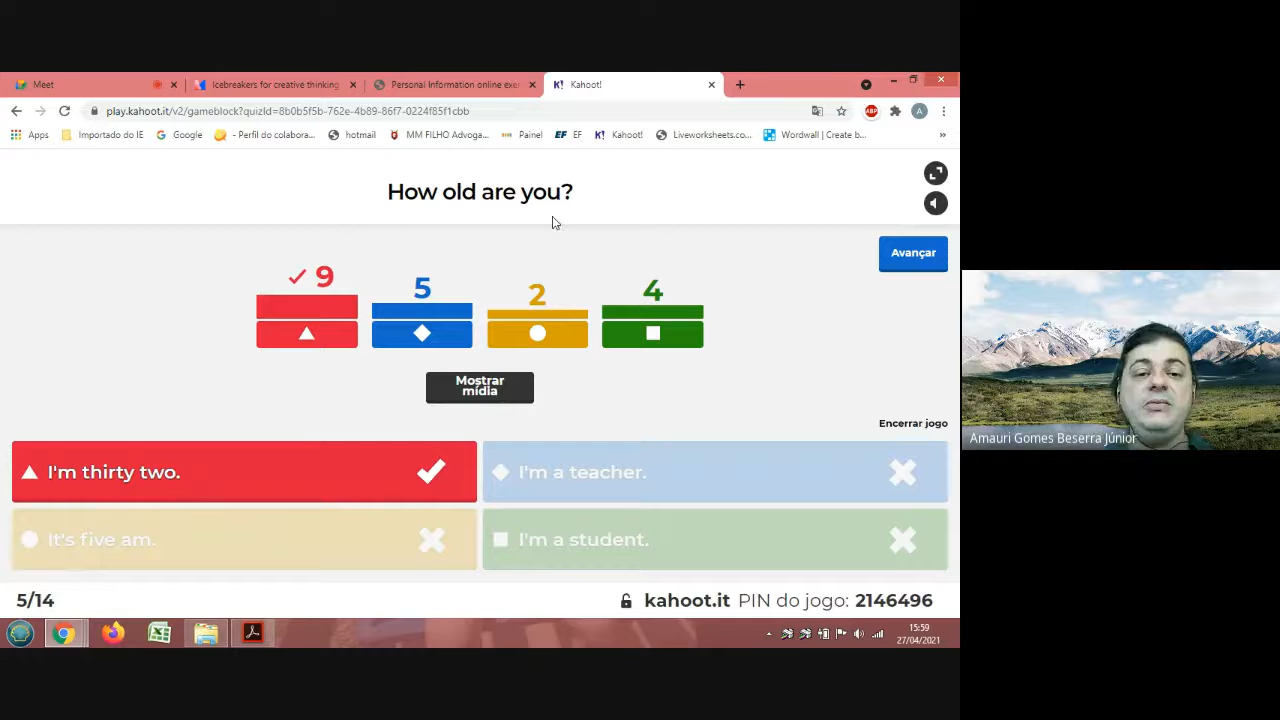 Meet
Icebreakers for creative thinking
Personal Information online exe
Kahoot!
play.kahoot.it/v2/gameblock?quizId=8b0b5f5b-762e-4b89-86f7-0224f85f1cbb
Apps
Importado do IE
Google
- Perfil do colabora...
hotmail
MM FILHO Advoga...
Painel
EF EF
K! Kahoot!
Liveworksheets.co...
Wordwall | Create b...
How old are you?
Avançar
9
5
2
4
Mostrar
mídia
Encerrar jogo
I'm thirty two.
I'm a teacher.
It's five am.
I'm a student.
5/14
kahoot.it PIN do jogo: 2146496
15:59
27/04/2021
Amauri Gomes Beserra Júnior